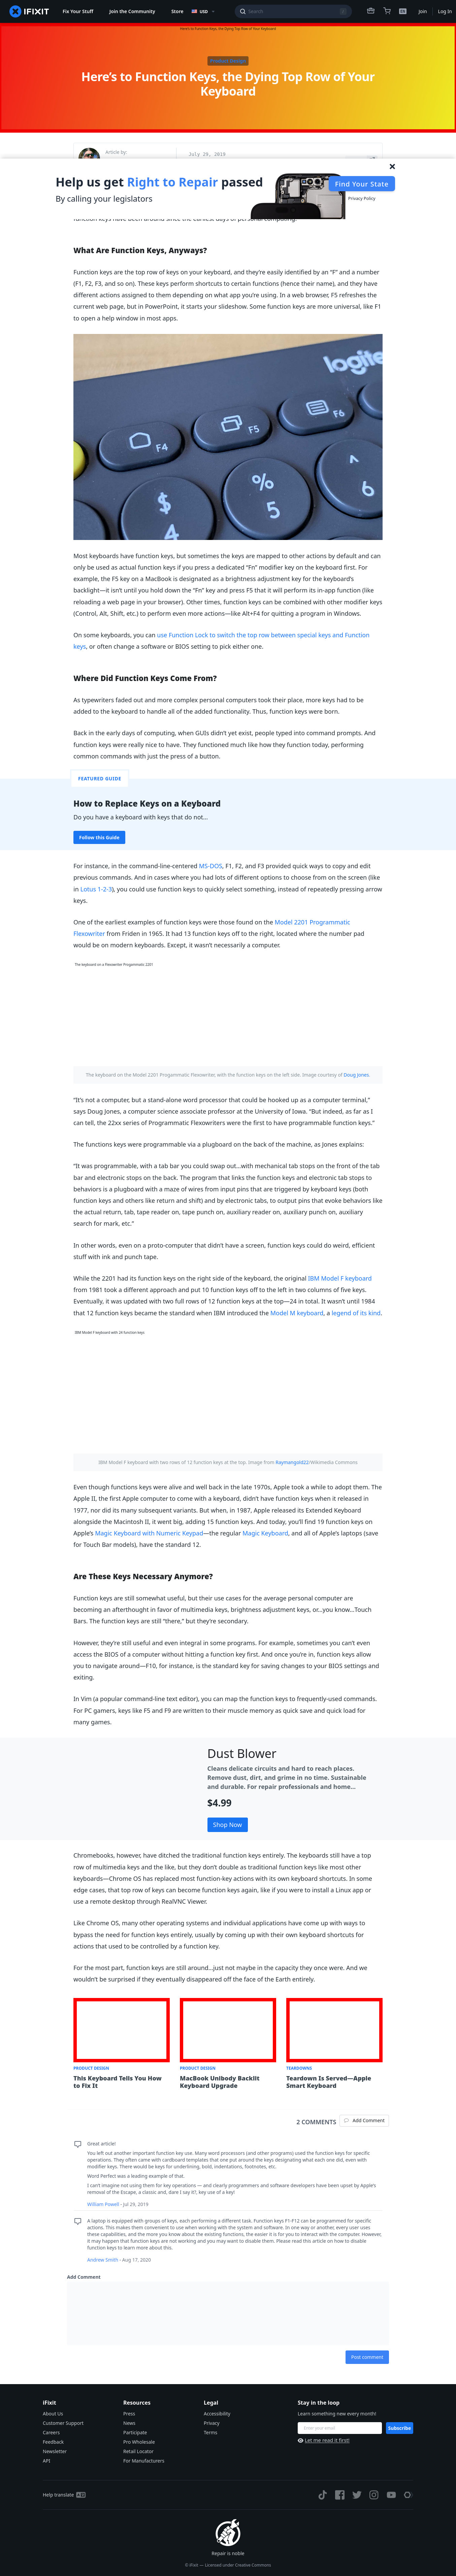 IFIXIT
Fix Your Stuff
Join the Community
Store
USD
Search
/
EN
Join
Log In
Here's to Function Keys, the Dying Top Row of Your Keyboard
Here's to Function Keys, the Dying Top Row of Your
Keyboard
Article by:
July 29, 2019
Help us get Right to Repair passed
By calling your legislators
Find Your State
Privacy Policy
What Are Function Keys, Anyways?
Function keys are the top row of keys on your keyboard, and they're easily identified by an "F" and a number
(F1, F2, F3, and so on). These keys perform shortcuts to certain functions (hence their name), and they have
different actions assigned to them depending on what app you're using. In a web browser, F5 refreshes the
current web page, but in PowerPoint, it starts your slideshow. Some function keys are more universal, like F1
to open a help window in most apps.
logitech
Most keyboards have function keys, but sometimes the keys are mapped to other actions by default and can
only be used as actual function keys if you press a dedicated "Fn" modifier key on the keyboard first. For
example, the F5 key on a MacBook is designated as a brightness adjustment key for the keyboard's
backlight—it isn't until you hold down the "Fn" key and press F5 that it will perform its in-app function (like
reloading a web page in your browser). Other times, function keys can be combined with other modifier keys
(Control, Alt, Shift, etc.) to perform even more actions—like Alt+F4 for quitting a program in Windows.
On some keyboards, you can use Function Lock to switch the top row between special keys and Function
keys, or often change a software or BIOS setting to pick either one.
Where Did Function Keys Come From?
As typewriters faded out and more complex personal computers took their place, more keys had to be
added to the keyboard to handle all of the added functionality. Thus, function keys were born.
Back in the early days of computing, when GUIs didn't yet exist, people typed into command prompts. And
function keys were really nice to have. They functioned much like how they function today, performing
common commands with just the press of a button.
FEATURED GUIDE
How to Replace Keys on a Keyboard
Do you have a keyboard with keys that do not...
Follow this Guide
For instance, in the command-line-centered MS-DOS, F1, F2, and F3 provided quick ways to copy and edit
previous commands. And in cases where you had lots of different options to choose from on the screen (like
in Lotus 1-2-3), you could use function keys to quickly select something, instead of repeatedly pressing arrow
keys.
One of the earliest examples of function keys were those found on the Model 2201 Programmatic
Flexowriter from Friden in 1965. It had 13 function keys off to the right, located where the number pad
would be on modern keyboards. Except, it wasn't necessarily a computer.
The keyboard on a Flexowriter Progammatic 2201
The keyboard on the Model 2201 Progammatic Flexowriter, with the function keys on the left side. Image courtesy of Doug Jones.
"It's not a computer, but a stand-alone word processor that could be hooked up as a computer terminal,"
says Doug Jones, a computer science associate professor at the University of Iowa. "But indeed, as far as I
can tell, the 22xx series of Programmatic Flexowriters were the first to have programmable function keys."
The functions keys were programmable via a plugboard on the back of the machine, as Jones explains:
"It was programmable, with a tab bar you could swap out...with mechanical tab stops on the front of the tab
bar and electronic stops on the back. The program that links the function keys and electronic tab stops to
behaviors is a plugboard with a maze of wires from input pins that are triggered by keyboard keys (both
function keys and others like return and shift) and by electronic tabs, to output pins that evoke behaviors like
the actual return, tab, tape reader on, tape punch on, auxiliary reader on, auxiliary punch on, auxiliary
search for mark, etc."
In other words, even on a proto-computer that didn't have a screen, function keys could do weird, efficient
stuff with ink and punch tape.
While the 2201 had its function keys on the right side of the keyboard, the original IBM Model F keyboard
from 1981 took a different approach and put 10 function keys off to the left in two columns of five keys.
Eventually, it was updated with two full rows of 12 function keys at the top—24 in total. It wasn't until 1984
that 12 function keys became the standard when IBM introduced the Model M keyboard, a legend of its kind.
IBM Model F keyboard with 24 function keys
IBM Model F keyboard with two rows of 12 function keys at the top. Image from Raymangold22/Wikimedia Commons.
Even though functions keys were alive and well back in the late 1970s, Apple took a while to adopt them. The
Apple II, the first Apple computer to come with a keyboard, didn't have function keys when it released in
1977, nor did its many subsequent variants. But when, in 1987, Apple released its Extended Keyboard
alongside the Macintosh II, it went big, adding 15 function keys. And today, you'll find 19 function keys on
Apple's Magic Keyboard with Numeric Keypad—the regular Magic Keyboard, and all of Apple's laptops (save
for Touch Bar models), have the standard 12.
Are These Keys Necessary Anymore?
Function keys are still somewhat useful, but their use cases for the average personal computer are
becoming an afterthought in favor of multimedia keys, brightness adjustment keys, or...you know...Touch
Bars. The function keys are still "there," but they're secondary.
However, they're still useful and even integral in some programs. For example, sometimes you can't even
access the BIOS of a computer without hitting a function key first. And once you're in, function keys allow
you to navigate around—F10, for instance, is the standard key for saving changes to your BIOS settings and
exiting.
In Vim (a popular command-line text editor), you can map the function keys to frequently-used commands.
For PC gamers, keys like F5 and F9 are written to their muscle memory as quick save and quick load for
many games.
Dust Blower
Cleans delicate circuits and hard to reach places.
Remove dust, dirt, and grime in no time. Sustainable
and durable. For repair professionals and home...
$4.99
Shop Now
Chromebooks, however, have ditched the traditional function keys entirely. The keyboards still have a top
row of multimedia keys and the like, but they don't double as traditional function keys like most other
keyboards—Chrome OS has replaced most function-key actions with its own keyboard shortcuts. In some
edge cases, that top row of keys can become function keys again, like if you were to install a Linux app or
use a remote desktop through RealVNC Viewer.
Like Chrome OS, many other operating systems and individual applications have come up with ways to
bypass the need for function keys entirely, usually by coming up with their own keyboard shortcuts for
actions that used to be controlled by a function key.
For the most part, function keys are still around...just not maybe in the capacity they once were. And we
wouldn't be surprised if they eventually disappeared off the face of the Earth entirely.
PRODUCT DESIGN
This Keyboard Tells You How
to Fix It
PRODUCT DESIGN
MacBook Unibody Backlit
Keyboard Upgrade
TEARDOWNS
Teardown Is Served—Apple
Smart Keyboard
2 COMMENTS
Add Comment
Great article!
You left out another important function key use. Many word processors (and other programs) used the function keys for specific
operations. They often came with cardboard templates that one put around the keys designating what each one did, even with
modifier keys. There would be keys for underlining, bold, indentations, footnotes, etc.
Word Perfect was a leading example of that.
I can't imagine not using them for key operations — and clearly programmers and software developers have been upset by Apple's
removal of the Escape, a classic and, dare I say it?, key use of a key!
William Powell - Jul 29, 2019
A laptop is equipped with groups of keys, each performing a different task. Function keys F1-F12 can be programmed for specific
actions. This makes them convenient to use when working with the system and software. In one way or another, every user uses
these capabilities, and the more you know about the existing functions, the easier it is for you to interact with the computer. However,
it may happen that function keys are not working and you may want to disable them. Please read this article on how to disable
function keys to learn more about this.
Andrew Smith - Aug 17, 2020
Add Comment
Post comment
iFixit
About Us
Customer Support
Careers
Feedback
Newsletter
API
Resources
Press
News
Participate
Pro Wholesale
Retail Locator
For Manufacturers
Legal
Accessibility
Privacy
Terms
Stay in the loop
Learn something new every month!
Enter your email
Subscribe
Let me read it first!
Help translate
Repair is noble
© iFixit — Licensed under Creative Commons